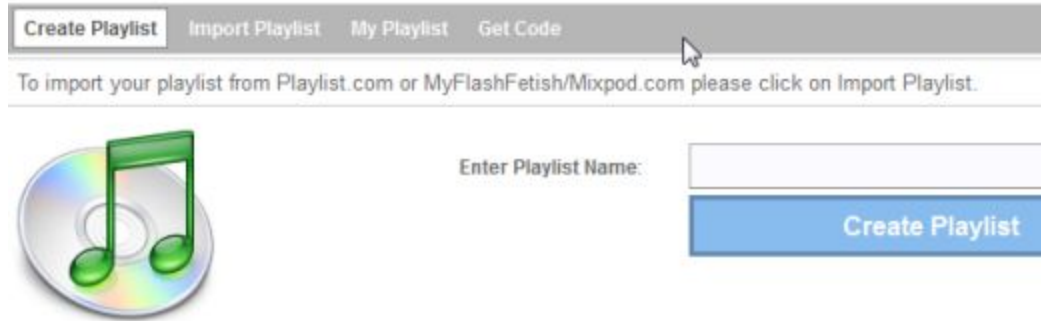 Create Playlist Import Playlist My Playlist Get Code
To import your playlist from Playlist.com or MyFlashFetish/Mixpod.com please click on Import Playlist.
Enter Playlist Name:
Create Playlist